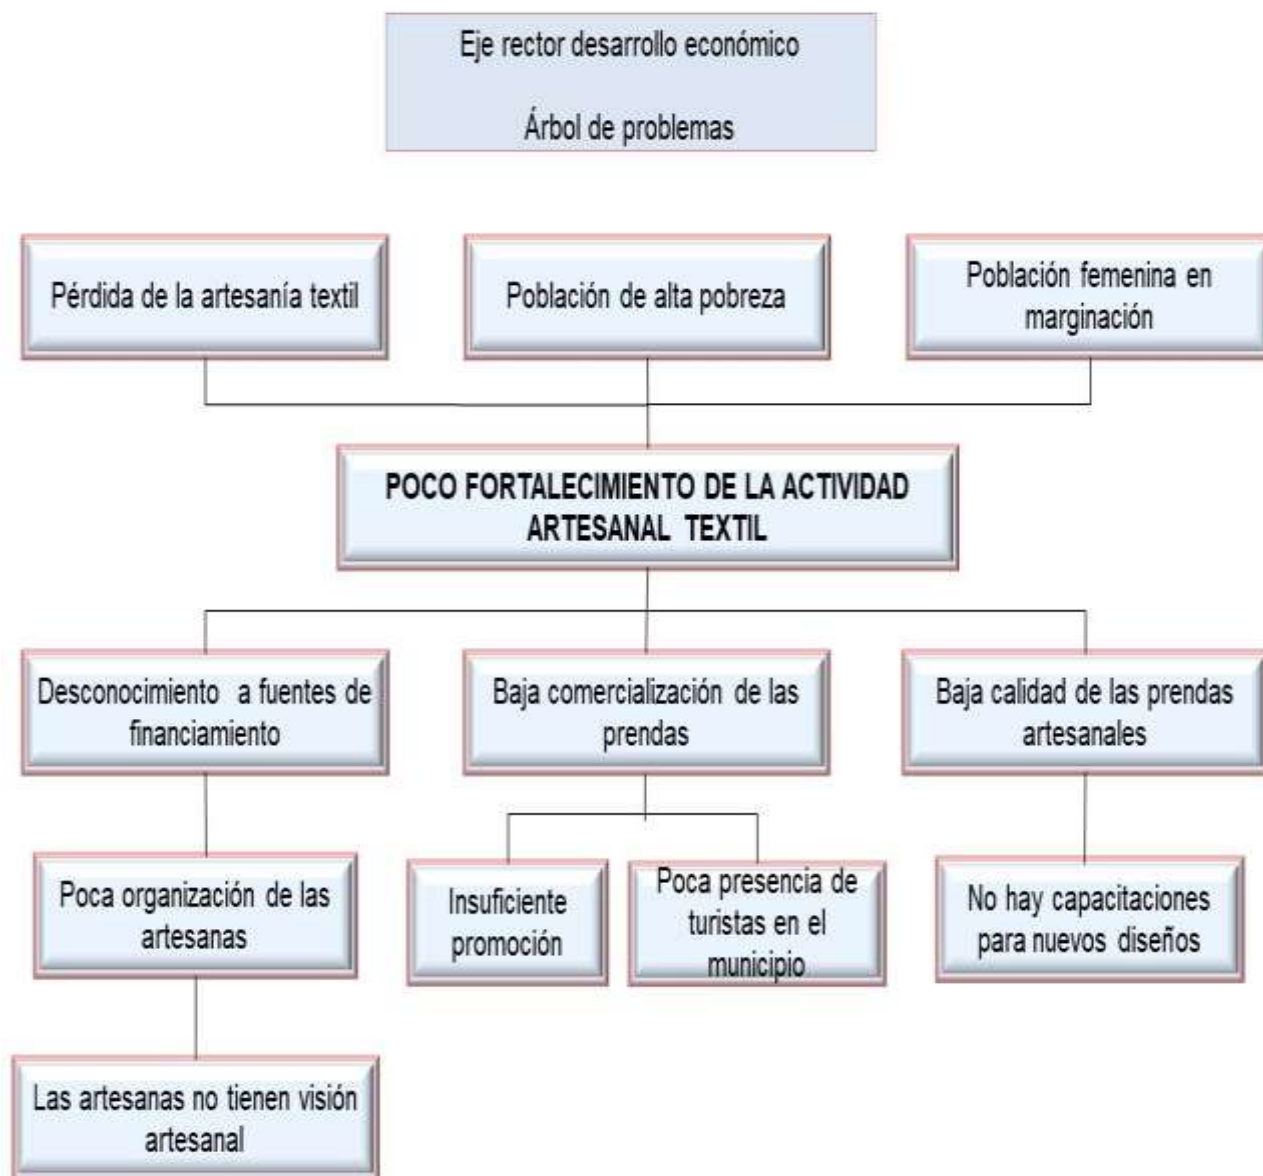 Eje rector desarrollo económico
Árbol de problemas
Pérdida de la artesanía textil
Población de alta pobreza
Población femenina en
marginación
POCO FORTALECIMIENTO DE LA ACTIVIDAD
ARTESANAL TEXTIL
Desconocimiento a fuentes de
financiamiento
Baja comercialización de las
prendas
Baja calidad de las prendas
artesanales
Poca organización de las
artesanas
Insuficiente
promoción
Poca presencia de
turistas en el
municipio
No hay capacitaciones
para nuevos diseños
Las artesanas no tienen visión
artesanal